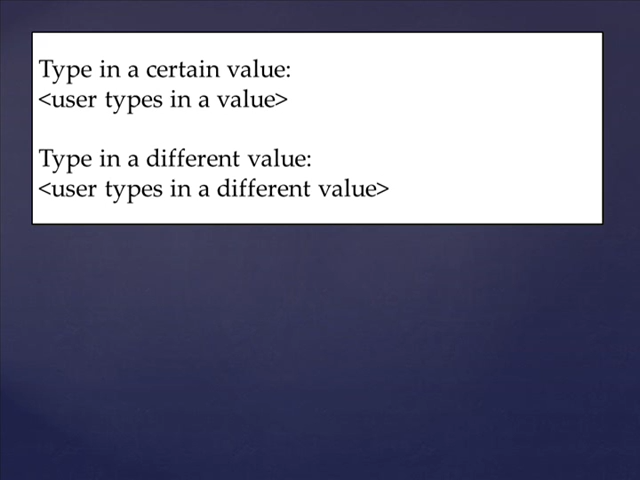 Type in a certain value:
<user types in a value>
Type in a different value:
<user types in a different value>